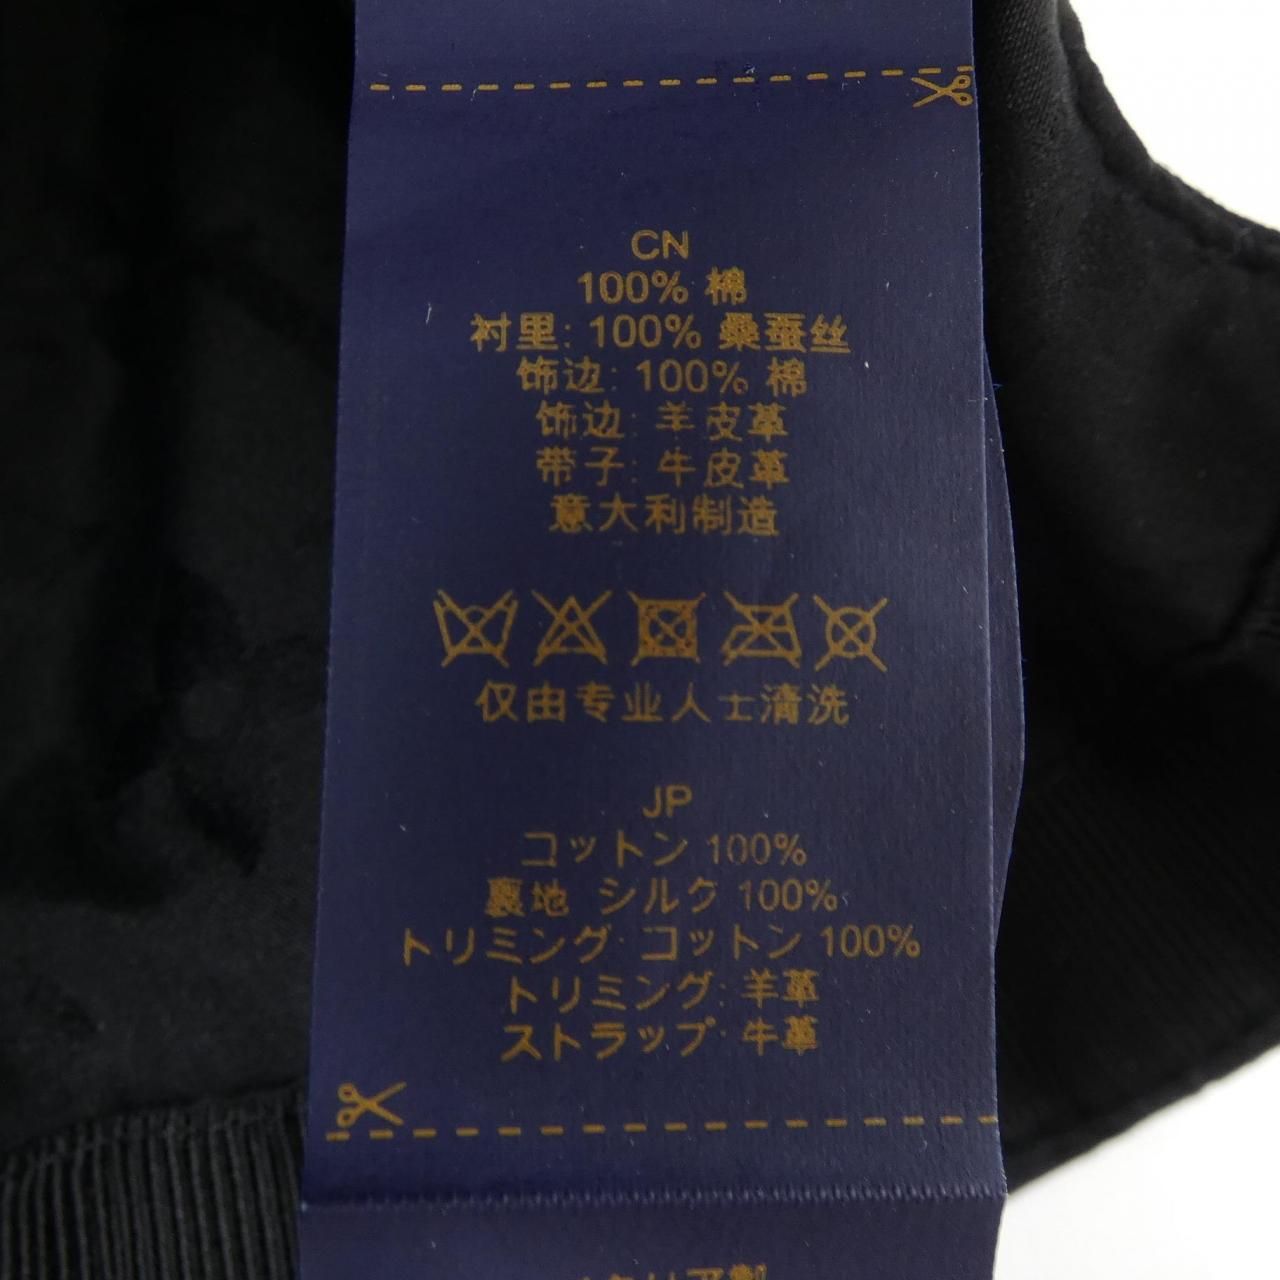 CN
100% 棉
衬里: 100% 桑蚕丝
饰边: 100% 棉
饰边: 羊皮革
带子: 牛皮革
意大利制造
仅由专业人士清洗
JP
コットン 100%
裏地 シルク 100%
トリミング: コットン 100%
トリミング: 羊革
ストラップ: 牛革